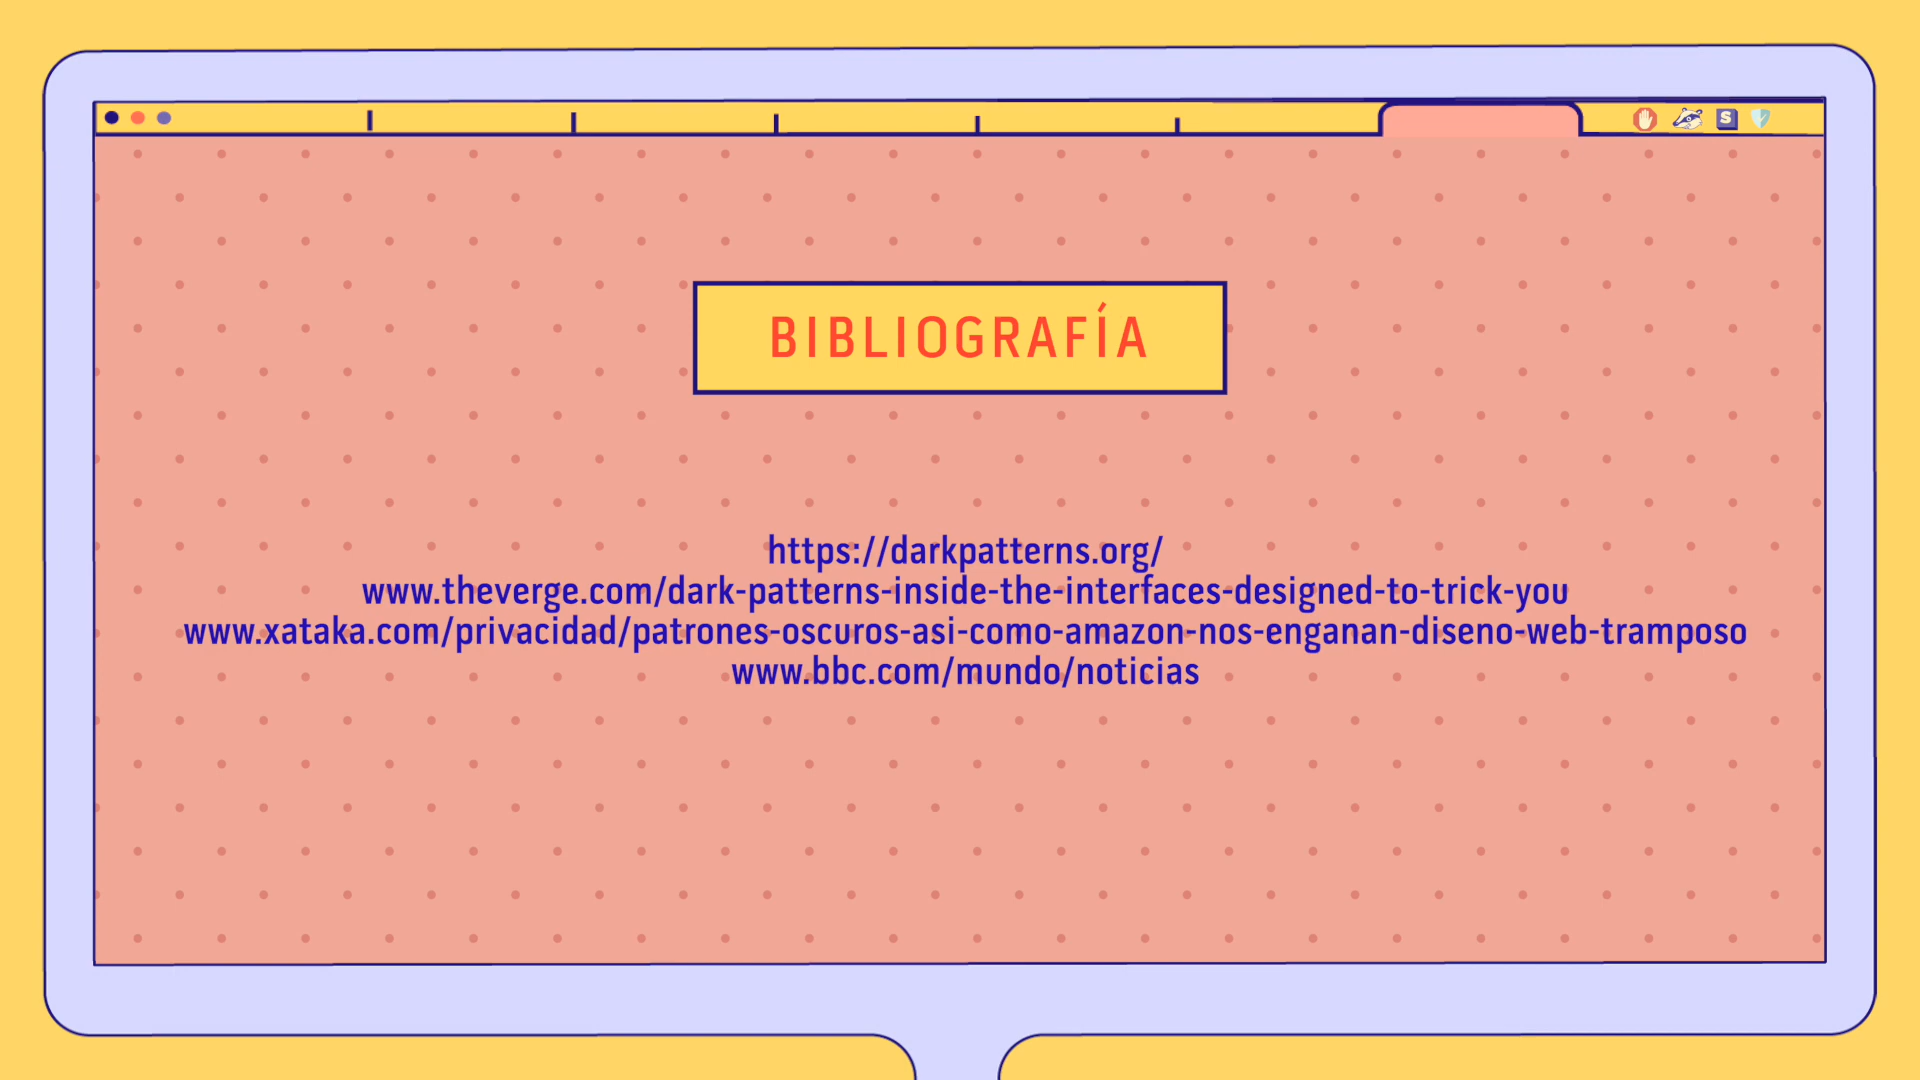 BIBLIOGRAFÍA
https://darkpatterns.org/
www.theverge.com/dark-patterns-inside-the-interfaces-designed-to-trick-you
www.xataka.com/privacidad/patrones-oscuros-asi-como-amazon-nos-enganan-diseno-web-tramposo
www.bbc.com/mundo/noticias